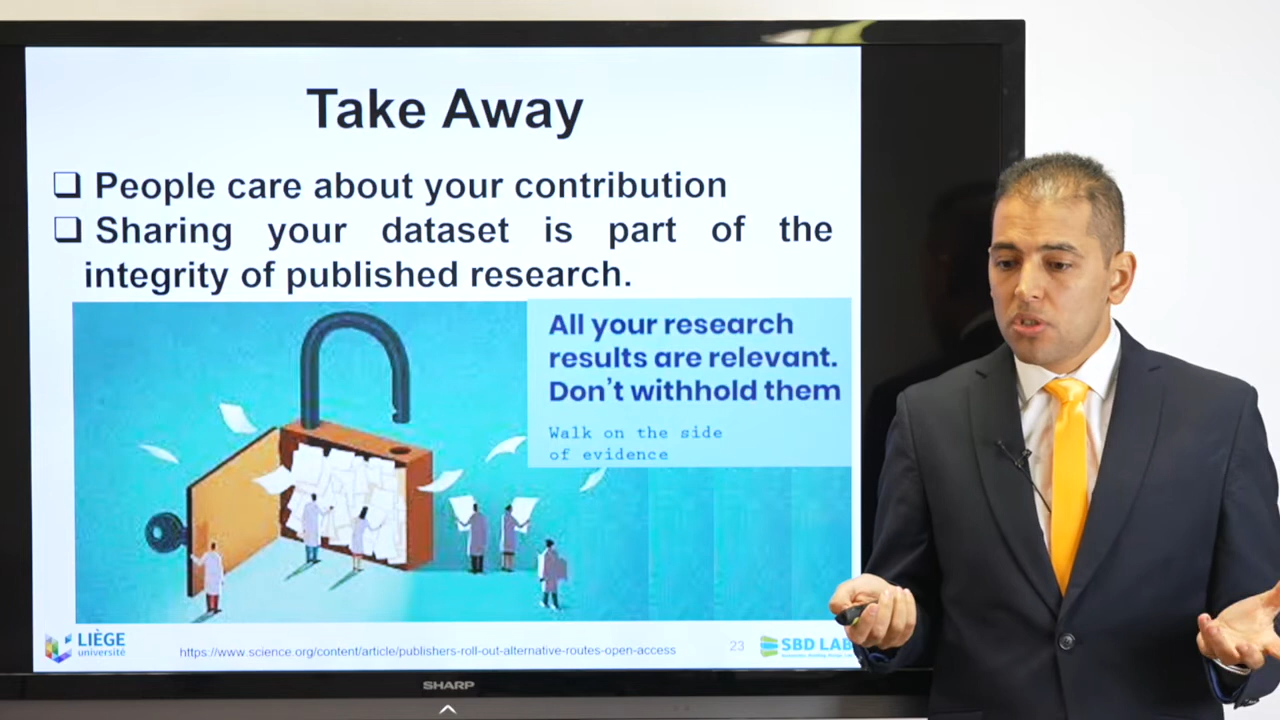 Take Away
❑ People care about your contribution
❑ Sharing your dataset is part of the
integrity of published research.
All your research
results are relevant.
Don't withhold them
Walk on the side
of evidence
LIÈGE
université
https://www.science.org/content/article/publishers-roll-out-alternative-routes-open-access
23
SBD LAB
SHARP